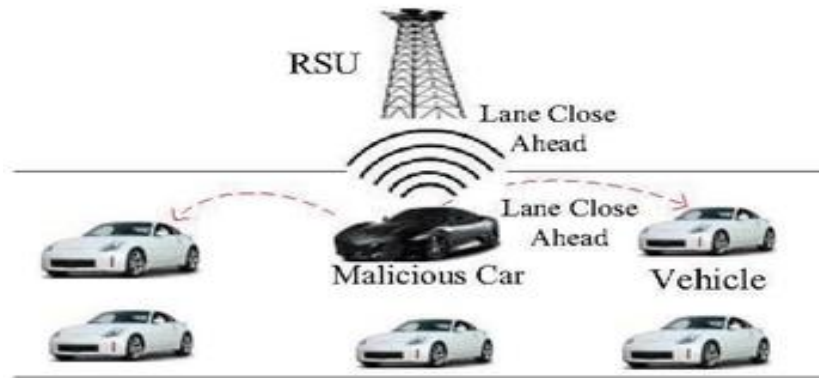 RSU
Lane Close
Ahead
Lane Close
Ahead
Malicious Car
Vehicle